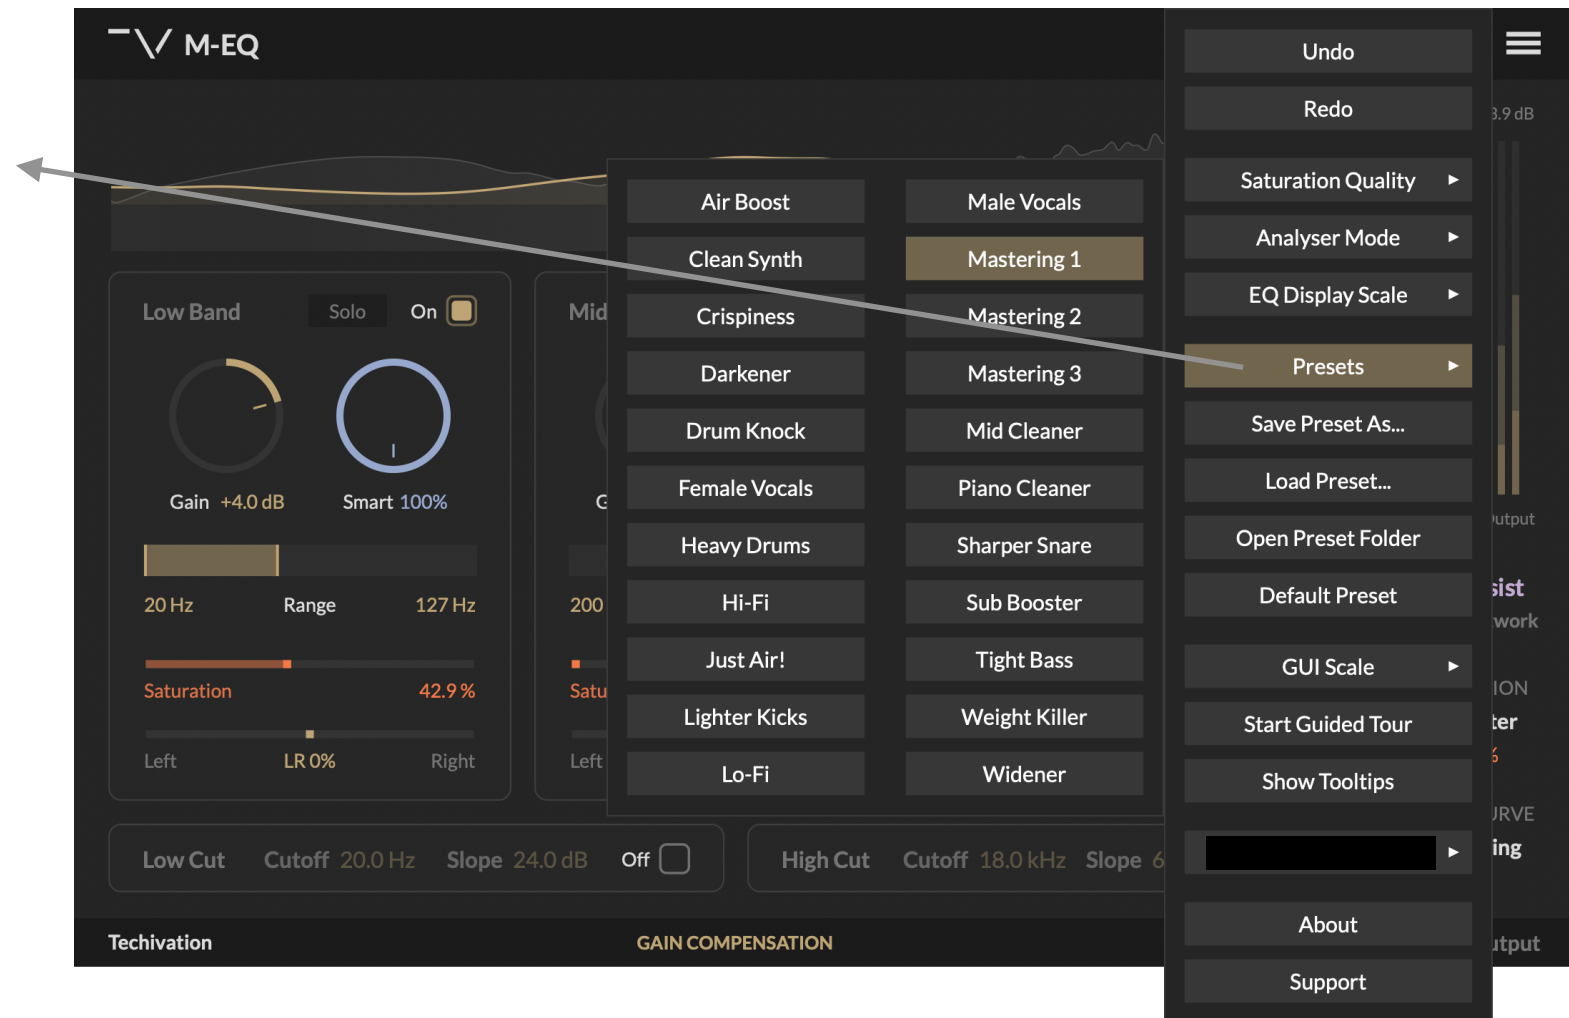 M-EQ
Undo
Redo
Saturation Quality
Analyser Mode
EQ Display Scale
Presets
Save Preset As...
Load Preset...
Open Preset Folder
Default Preset
GUI Scale
Start Guided Tour
Show Tooltips
About
Support
Air Boost
Clean Synth
Crispiness
Darkener
Drum Knock
Female Vocals
Heavy Drums
Hi-Fi
Just Air!
Lighter Kicks
Lo-Fi
Male Vocals
Mastering 1
Mastering 2
Mastering 3
Mid Cleaner
Piano Cleaner
Sharper Snare
Sub Booster
Tight Bass
Weight Killer
Widener
Low Band Solo On
Gain +4.0 dB Smart 100%
20 Hz Range 127 Hz
Saturation 42.9 %
Left LR 0% Right
Mid
200
Left
Low Cut Cutoff 20.0 Hz Slope 24.0 dB Off
High Cut Cutoff 18.0 kHz Slope 6
Techivation GAIN COMPENSATION